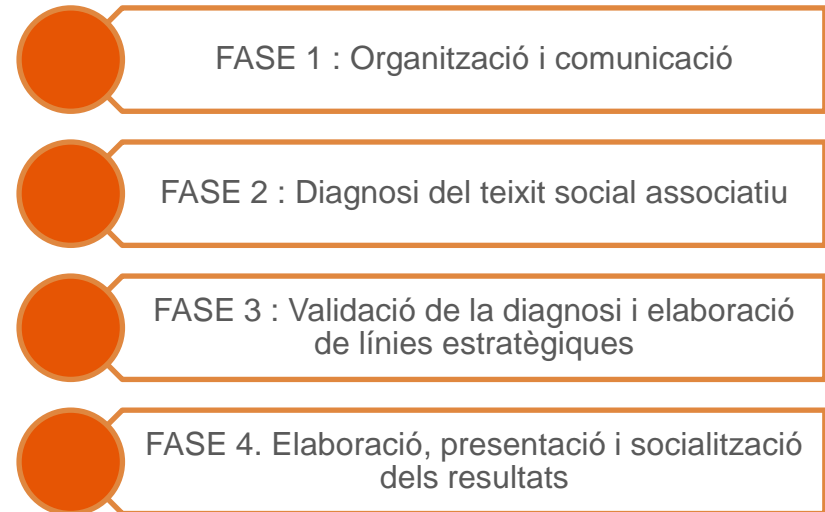 FASE 1 : Organització i comunicació
FASE 2 : Diagnosi del teixit social associatiu
FASE 3 : Validació de la diagnosi i elaboració
de línies estratègiques
FASE 4. Elaboració, presentació i socialització
dels resultats